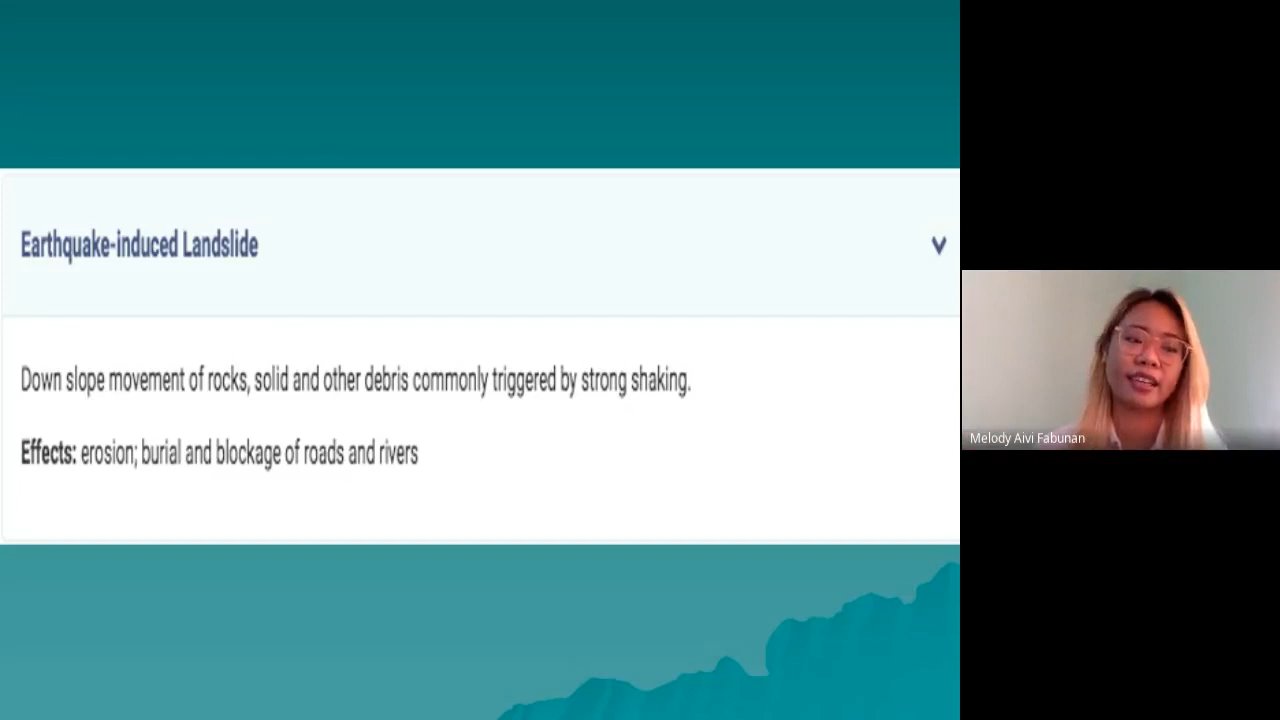 Earthquake-induced Landslide
Down slope movement of rocks, solid and other debris commonly triggered by strong shaking.
Effects: erosion; burial and blockage of roads and rivers
Melody Aivi Fabunan